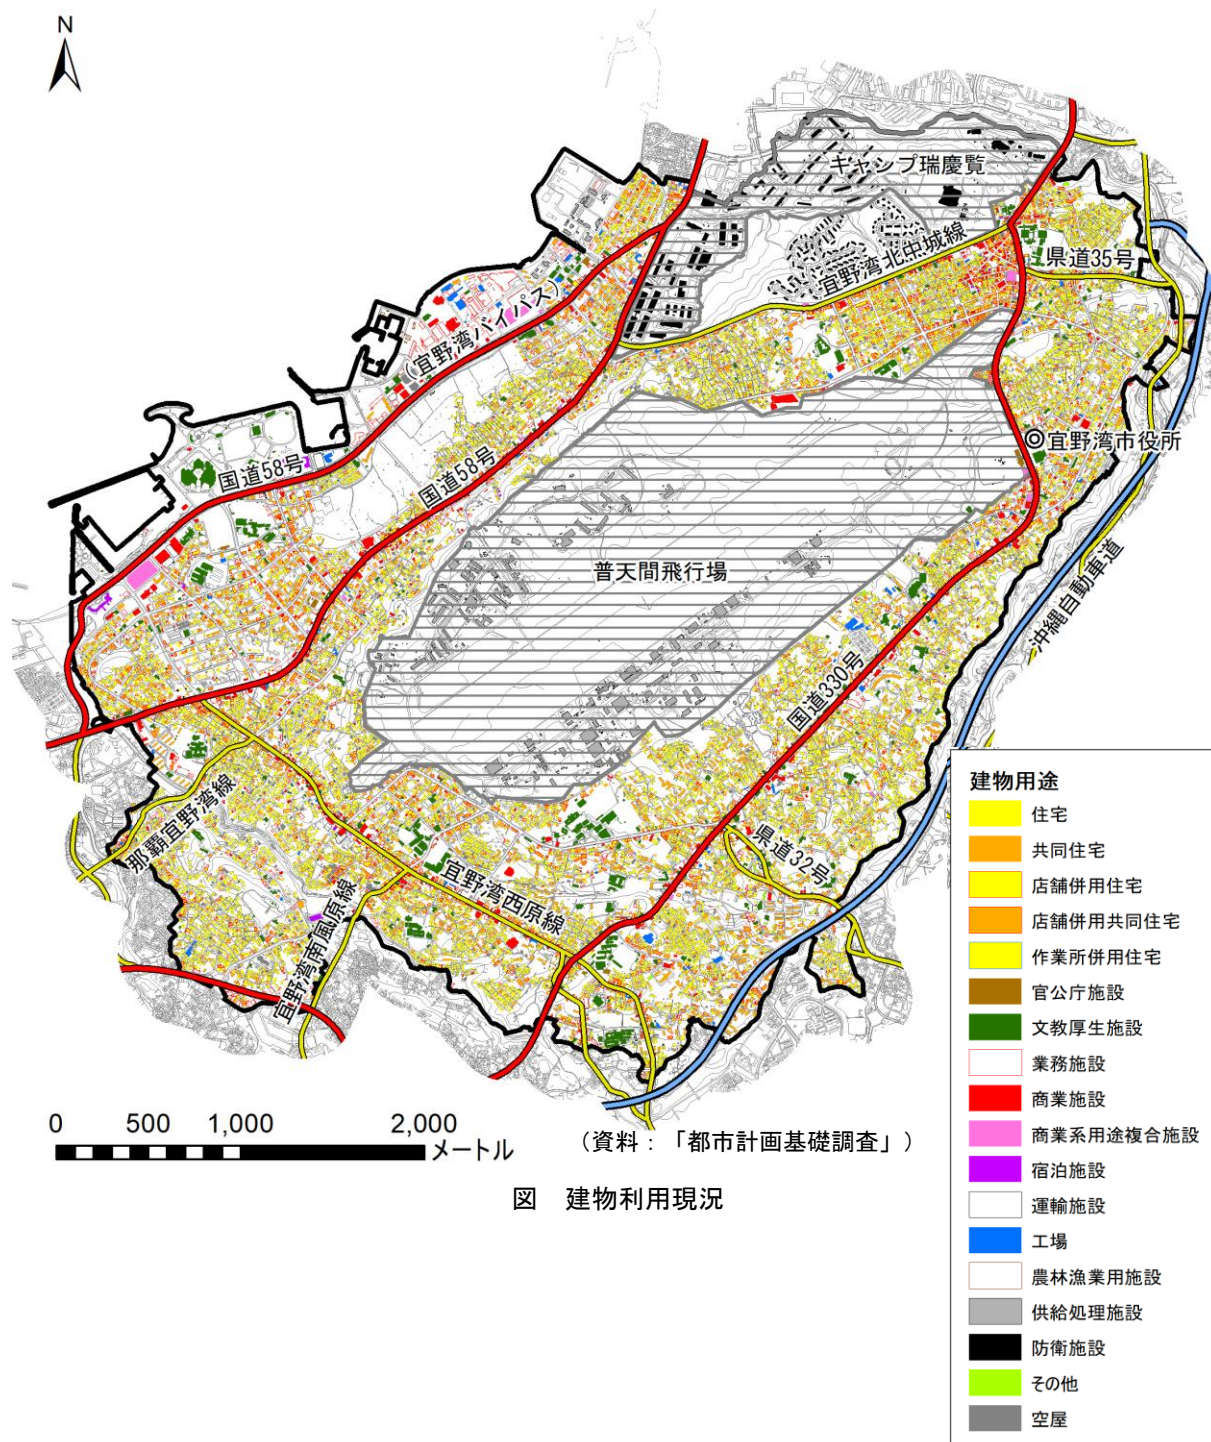 N
キャンプ瑞慶覧
宜野湾北中城線
県道35号
（宜野湾バイパス）
宜野湾市役所
国道58号
国道58号
普天間飛行場
沖縄自動車道
国道330号
那覇宜野湾線
宜野湾南風原線
宜野湾西原線
県道32号
建物用途
住宅
共同住宅
店舗併用住宅
店舗併用共同住宅
作業所併用住宅
官公庁施設
文教厚生施設
業務施設
商業施設
商業系用途複合施設
宿泊施設
運輸施設
工場
農林漁業用施設
供給処理施設
防衛施設
その他
空屋
0 500 1,000 2,000
メートル
（資料：「都市計画基礎調査」）
図　建物利用現況